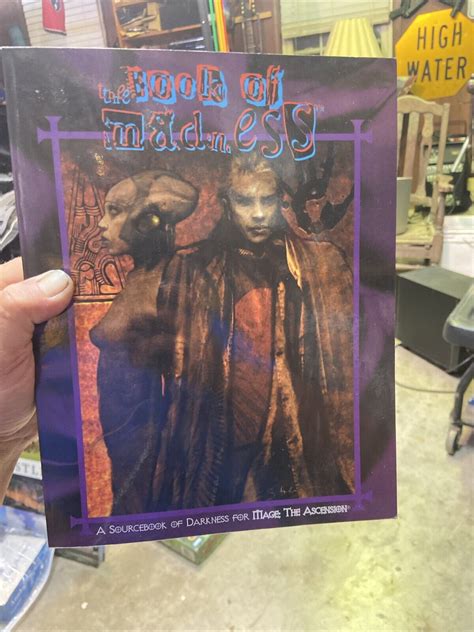 the Book of
madness
A Sourcebook of Darkness for Mage: The Ascension®
HIGH
WATER